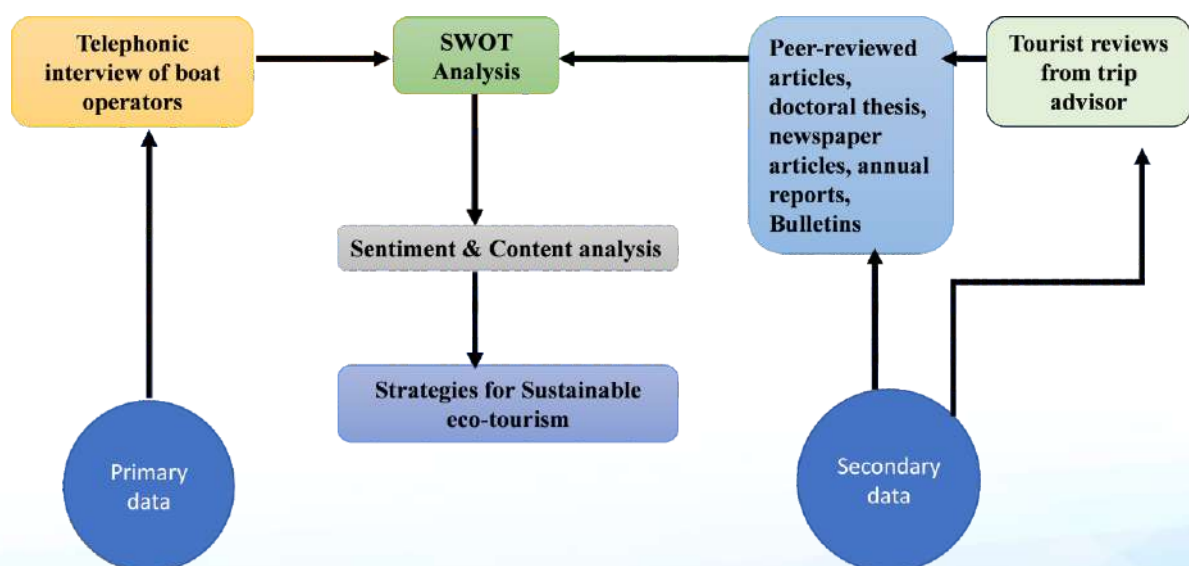 Telephonic
interview of boat
operators
SWOT
Analysis
Peer-reviewed
articles,
doctoral thesis,
newspaper
articles, annual
reports,
Bulletins
Tourist reviews
from trip
advisor
Sentiment & Content analysis
Strategies for Sustainable
eco-tourism
Primary
data
Secondary
data